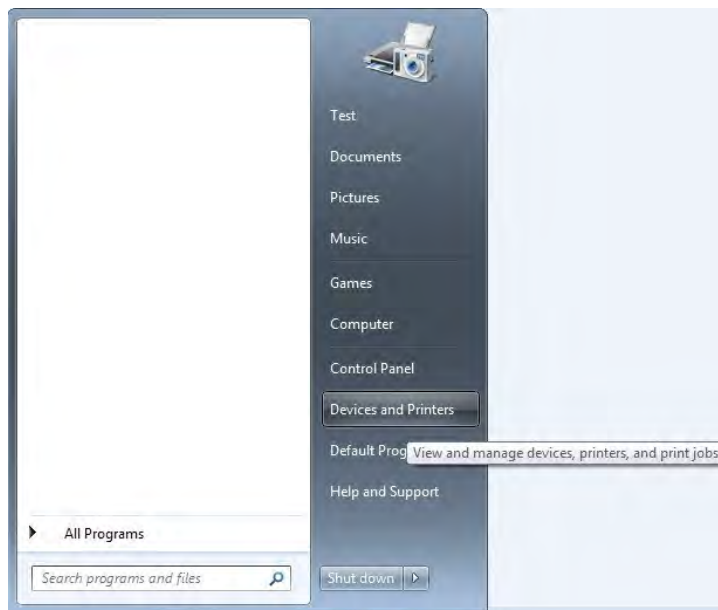 Test
Documents
Pictures
Music
Games
Computer
Control Panel
Devices and Printers
Default Prog
View and manage devices, printers, and print jobs
Help and Support
All Programs
Search programs and files
Shut down